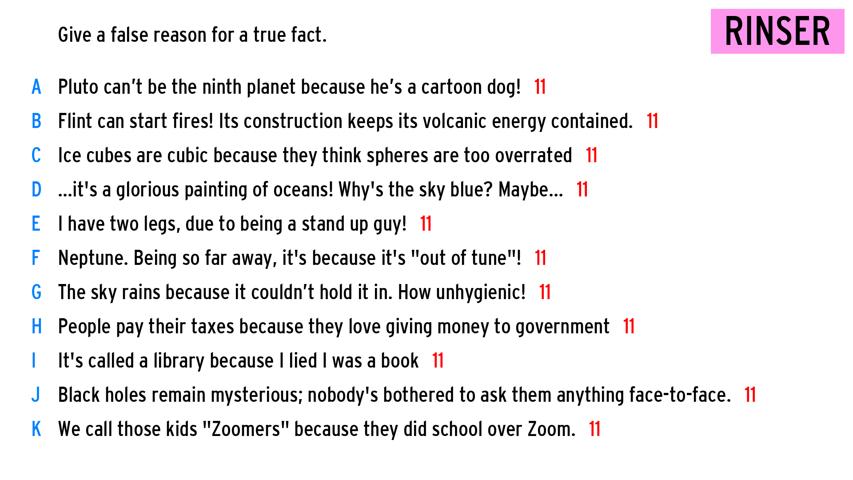 Give a false reason for a true fact.
RINSER
A Pluto can't be the ninth planet because he's a cartoon dog! 11
B Flint can start fires! Its construction keeps its volcanic energy contained. 11
C Ice cubes are cubic because they think spheres are too overrated 11
D ...it's a glorious painting of oceans! Why's the sky blue? Maybe... 11
E I have two legs, due to being a stand up guy! 11
F Neptune. Being so far away, it's because it's "out of tune"! 11
G The sky rains because it couldn't hold it in. How unhygienic! 11
H People pay their taxes because they love giving money to government 11
I It's called a library because I lied I was a book 11
J Black holes remain mysterious; nobody's bothered to ask them anything face-to-face. 11
K We call those kids "Zoomers" because they did school over Zoom. 11